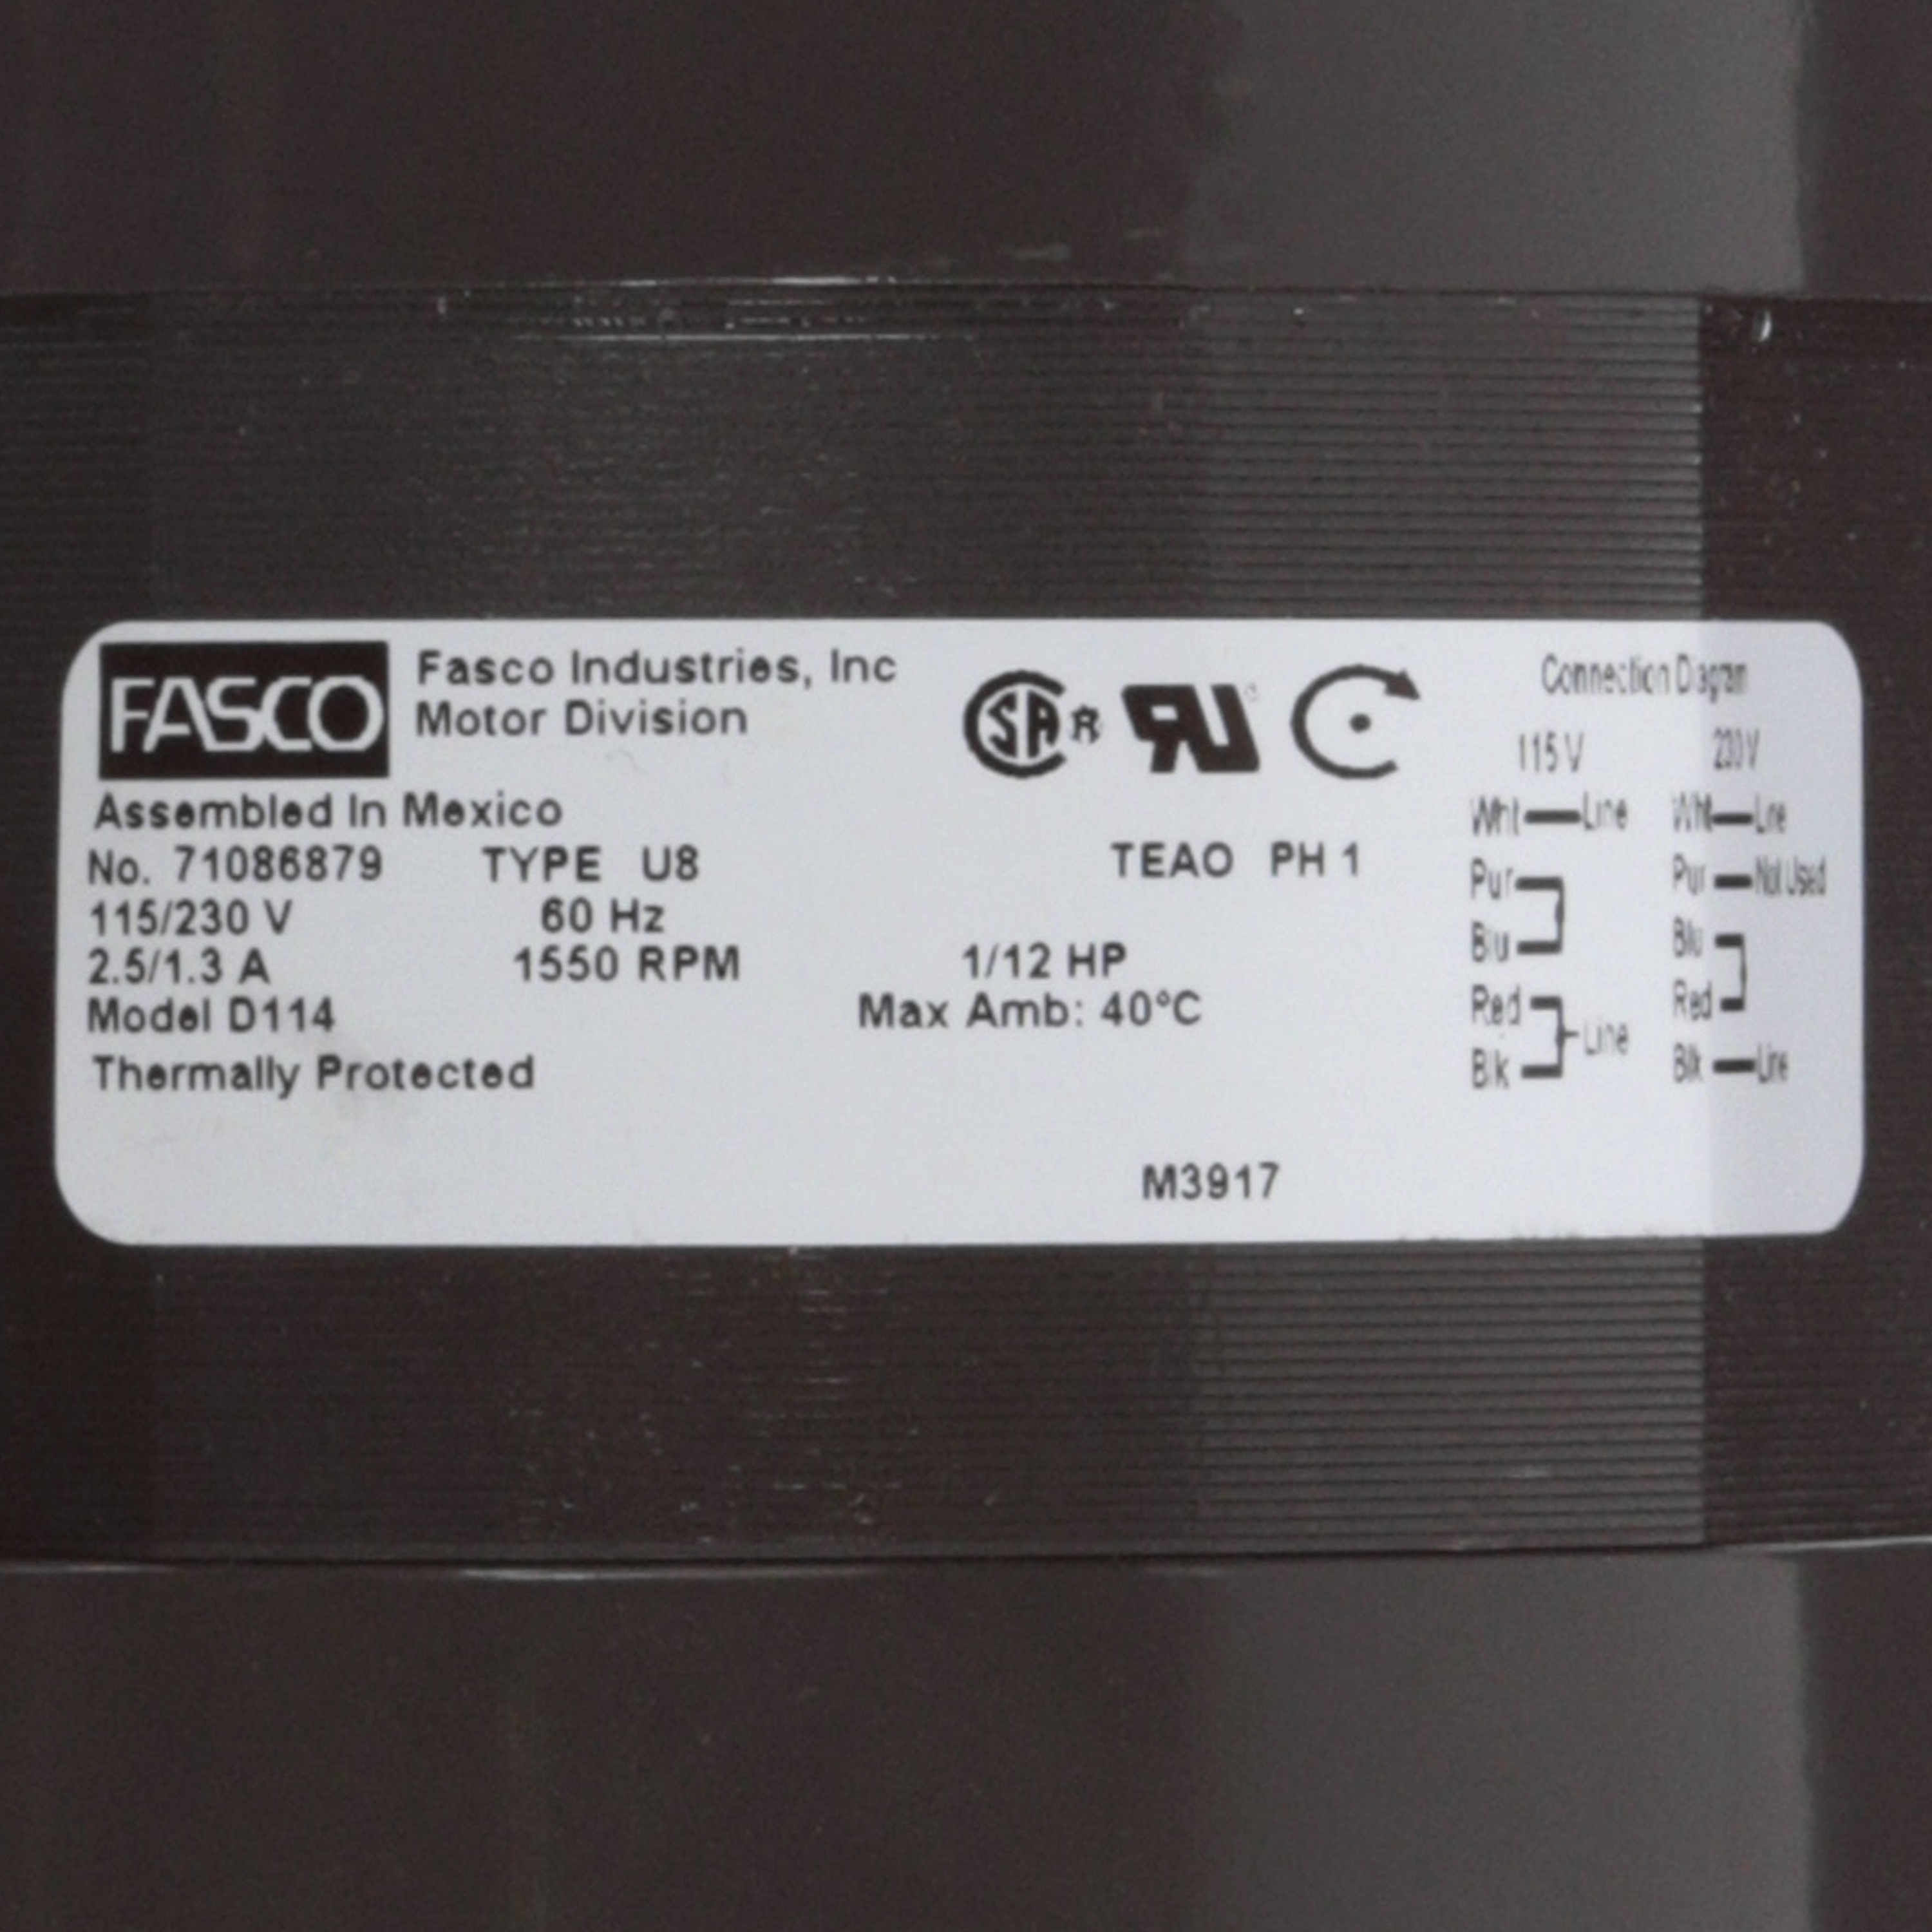 FASCO
Fasco Industries, Inc
Motor Division
Assembled In Mexico
No. 71086879 TYPE U8 TEAO PH 1
115/230 V 60 Hz
2.5/1.3 A 1550 RPM 1/12 HP
Model D114 Max Amb: 40°C
Thermally Protected
M3917
SA R
RU
Connection Diagram
115 V
Wht Line
Pur
Blu
Red
Line
Blk
230 V
Wht Line
Pur Not Used
Blu
Red
Blk Line